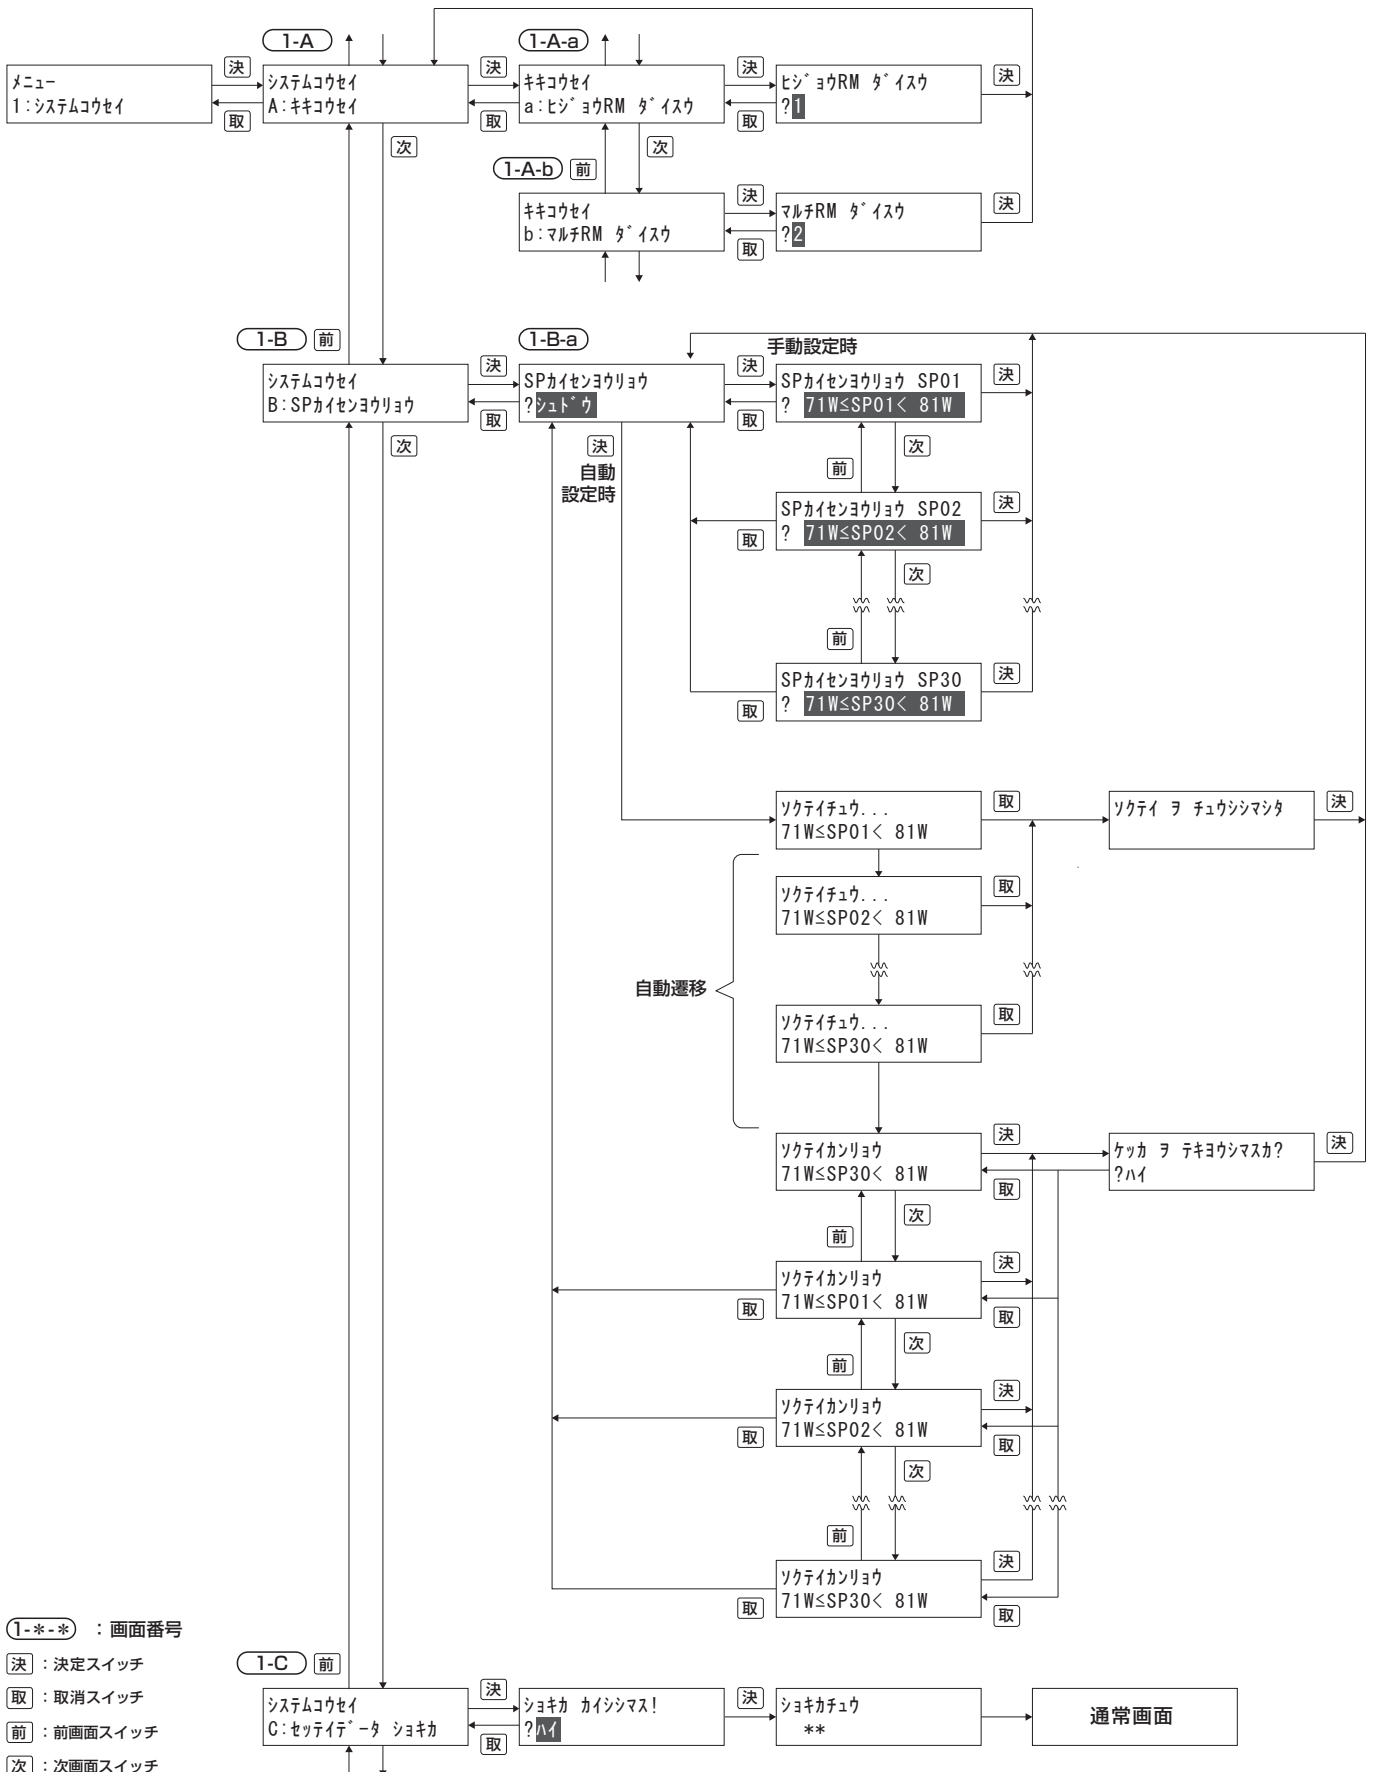 1-A
1-A-a
メニュー
1:システムコウセイ
決
取
システムコウセイ
A:キキコウセイ
決
取
キキコウセイ
a:ヒジョウRM ダイスウ
決
取
ヒジョウRM ダイスウ
?1
決
次
次
1-A-b 前
キキコウセイ
b:マルチRM ダイスウ
決
取
マルチRM ダイスウ
?2
決
1-B 前
1-B-a
手動設定時
システムコウセイ
B:SPカイセンヨウリョウ
決
取
SPカイセンヨウリョウ
?シュドウ
決
取
SPカイセンヨウリョウ SP01
? 71W≤SP01< 81W
決
次
決
自動
設定時
次
前
SPカイセンヨウリョウ SP02
? 71W≤SP02< 81W
決
取
次
前
SPカイセンヨウリョウ SP30
? 71W≤SP30< 81W
決
取
ソクテイチュウ...
71W≤SP01< 81W
取
ソクテイ ヲ チュウシシマシタ
決
ソクテイチュウ...
71W≤SP02< 81W
取
自動遷移
ソクテイチュウ...
71W≤SP30< 81W
取
ソクテイカンリョウ
71W≤SP30< 81W
決
取
ケッカ ヲ テキヨウシマスカ?
?ハイ
決
次
前
ソクテイカンリョウ
71W≤SP01< 81W
決
取
取
次
前
ソクテイカンリョウ
71W≤SP02< 81W
決
取
取
次
前
ソクテイカンリョウ
71W≤SP30< 81W
決
取
取
1-*-* :画面番号
決 :決定スイッチ
取 :取消スイッチ
前 :前画面スイッチ
次 :次画面スイッチ
1-C 前
システムコウセイ
C:セッテイデータ ショキカ
決
取
ショキカ カイシシマス!
?ハイ
決
ショキカチュウ
**
通常画面